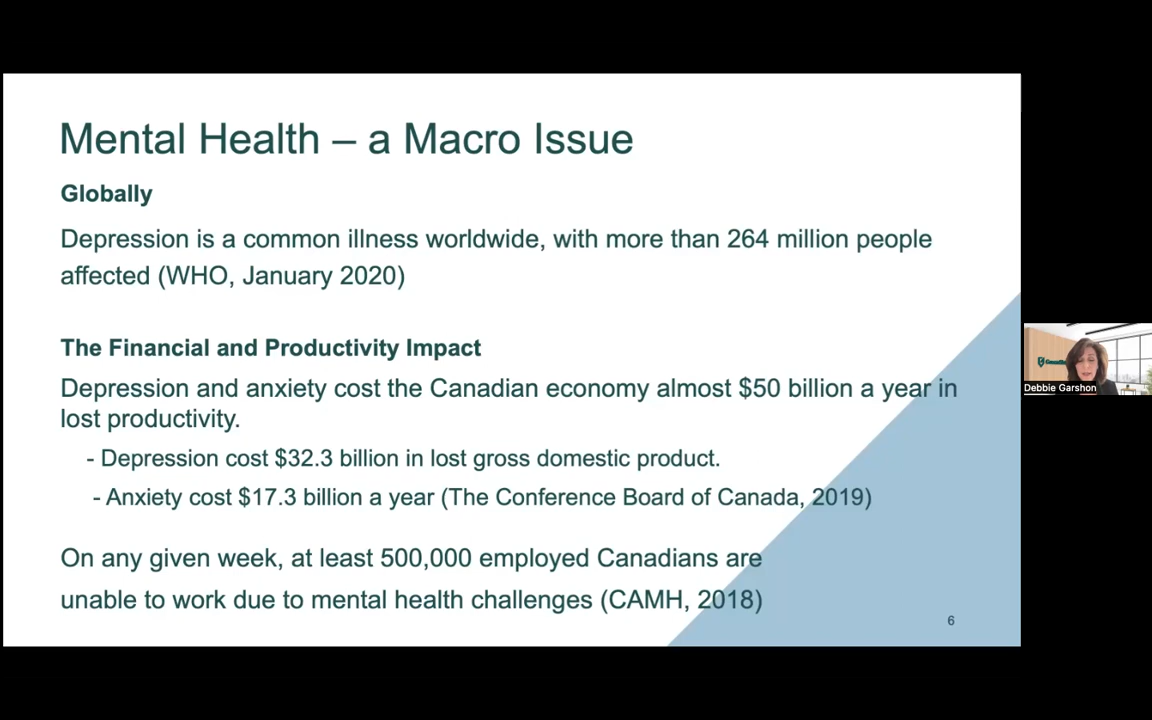 Mental Health – a Macro Issue
Globally
Depression is a common illness worldwide, with more than 264 million people
affected (WHO, January 2020)
The Financial and Productivity Impact
Depression and anxiety cost the Canadian economy almost $50 billion a year in
lost productivity.
- Depression cost $32.3 billion in lost gross domestic product.
- Anxiety cost $17.3 billion a year (The Conference Board of Canada, 2019)
On any given week, at least 500,000 employed Canadians are
unable to work due to mental health challenges (CAMH, 2018)
6
Debbie Garshon